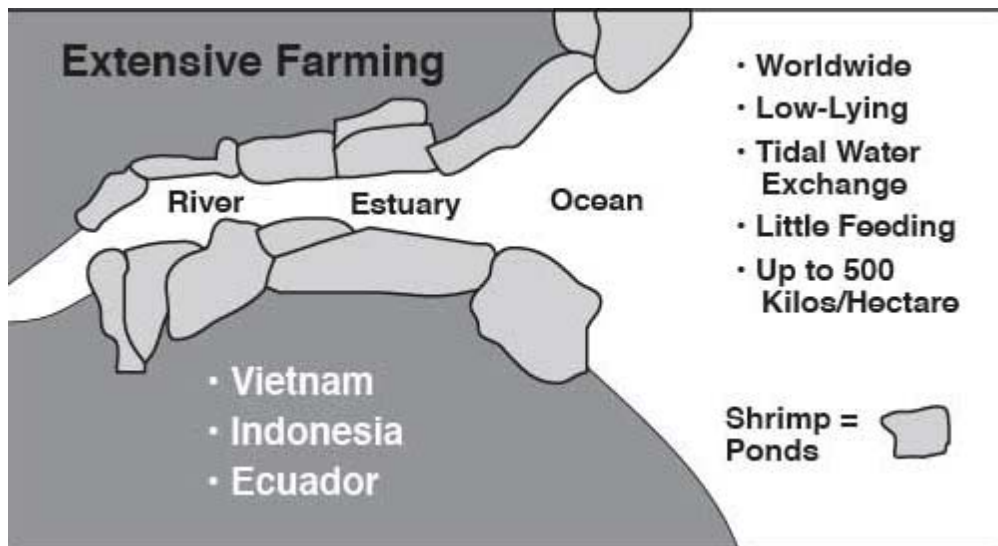 Extensive Farming
River
Estuary
Ocean
· Vietnam
· Indonesia
· Ecuador
· Worldwide
· Low-Lying
· Tidal Water
Exchange
· Little Feeding
· Up to 500
Kilos/Hectare
Shrimp =
Ponds